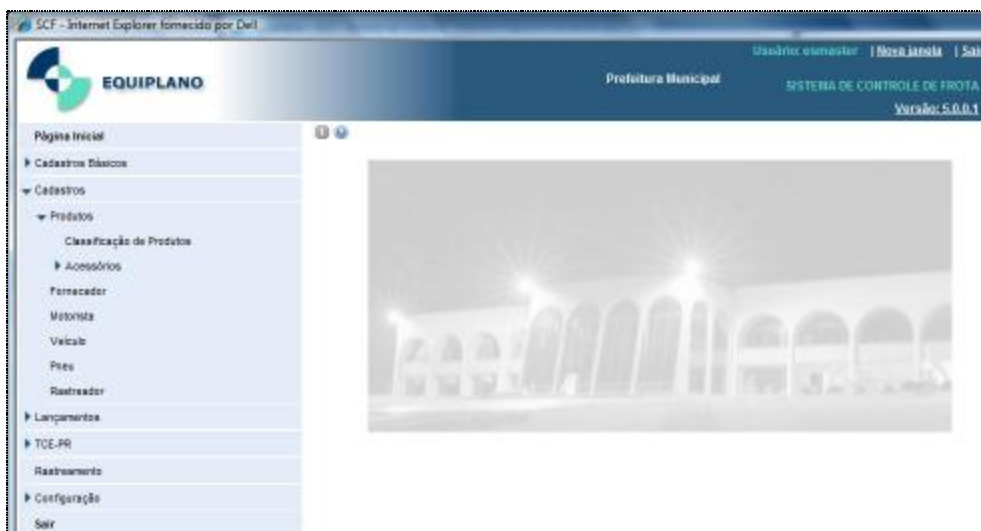 SCF - Internet Explorer fornecido por Dell
EQUIPLANO
Usuário: esmaster | Nova janela | Sair
Prefeitura Municipal
SISTEMA DE CONTROLE DE FROTA
Versão: 5.0.0.1
Página Inicial
Cadastros Básicos
Cadastros
Produtos
Classificação de Produtos
Acessórios
Fornecedor
Motorista
Veículo
Pneu
Rastreador
Lançamentos
TCE-PR
Rastreamento
Configuração
Sair